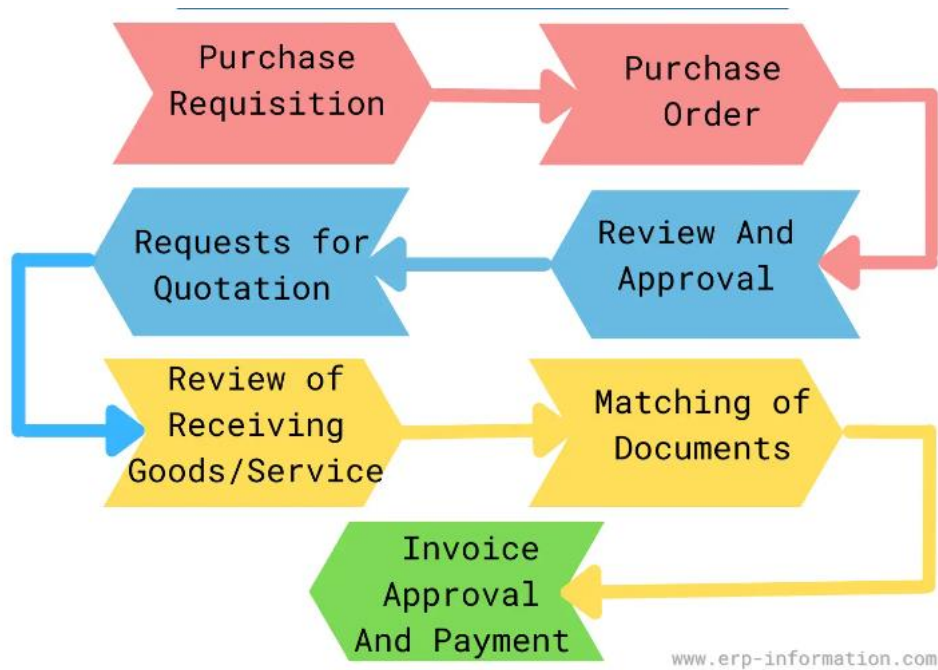 Purchase
Requisition
Purchase
Order
Review And
Approval
Requests for
Quotation
Review of
Receiving
Goods/Service
Matching of
Documents
Invoice
Approval
And Payment
www.erp-information.com